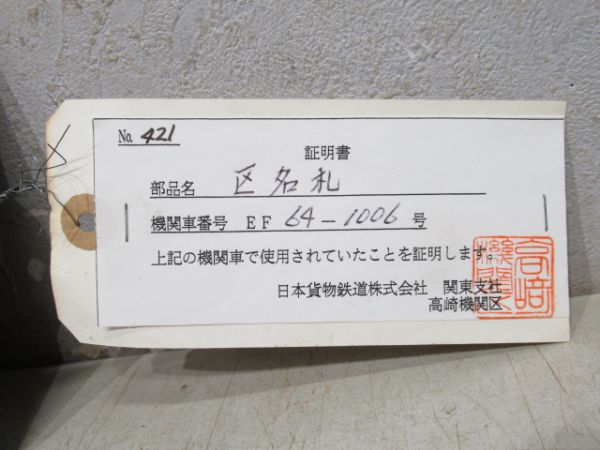 No. 421
証明書
部品名 区名札
機関車番号 EF 64-1006 号
上記の機関車で使用されていたことを証明します。
日本貨物鉄道株式会社 関東支社
高崎機関区